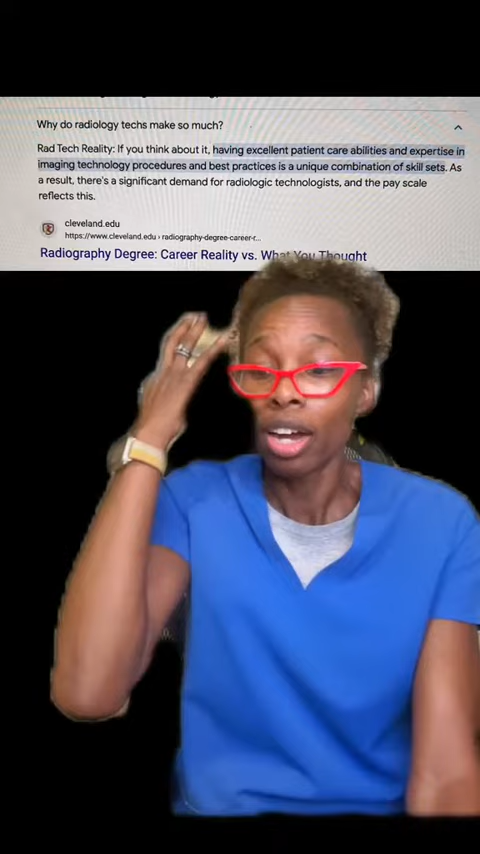 Why do radiology techs make so much?
Rad Tech Reality: If you think about it, having excellent patient care abilities and expertise in
imaging technology procedures and best practices is a unique combination of skill sets. As
a result, there's a significant demand for radiologic technologists, and the pay scale
reflects this.
cleveland.edu
https://www.cleveland.edu › radiography-degree-career-r...
Radiography Degree: Career Reality vs. What You Thought